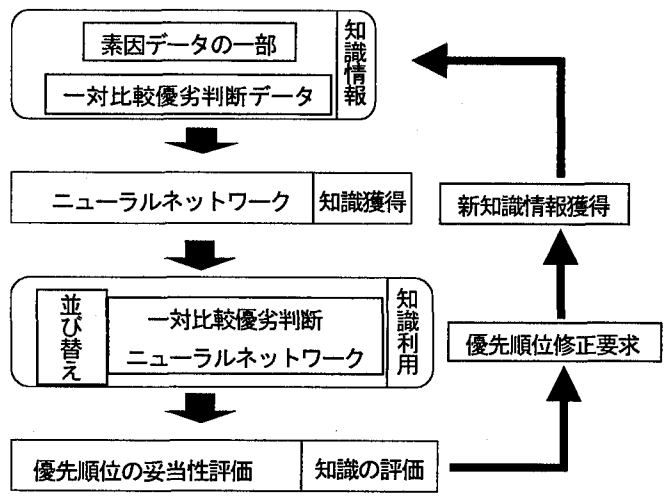 素因データの一部
一対比較優劣判断データ
知識情報
ニューラルネットワーク
知識獲得
新知識情報獲得
並び替え
一対比較優劣判断
ニューラルネットワーク
知識利用
優先順位修正要求
優先順位の妥当性評価
知識の評価